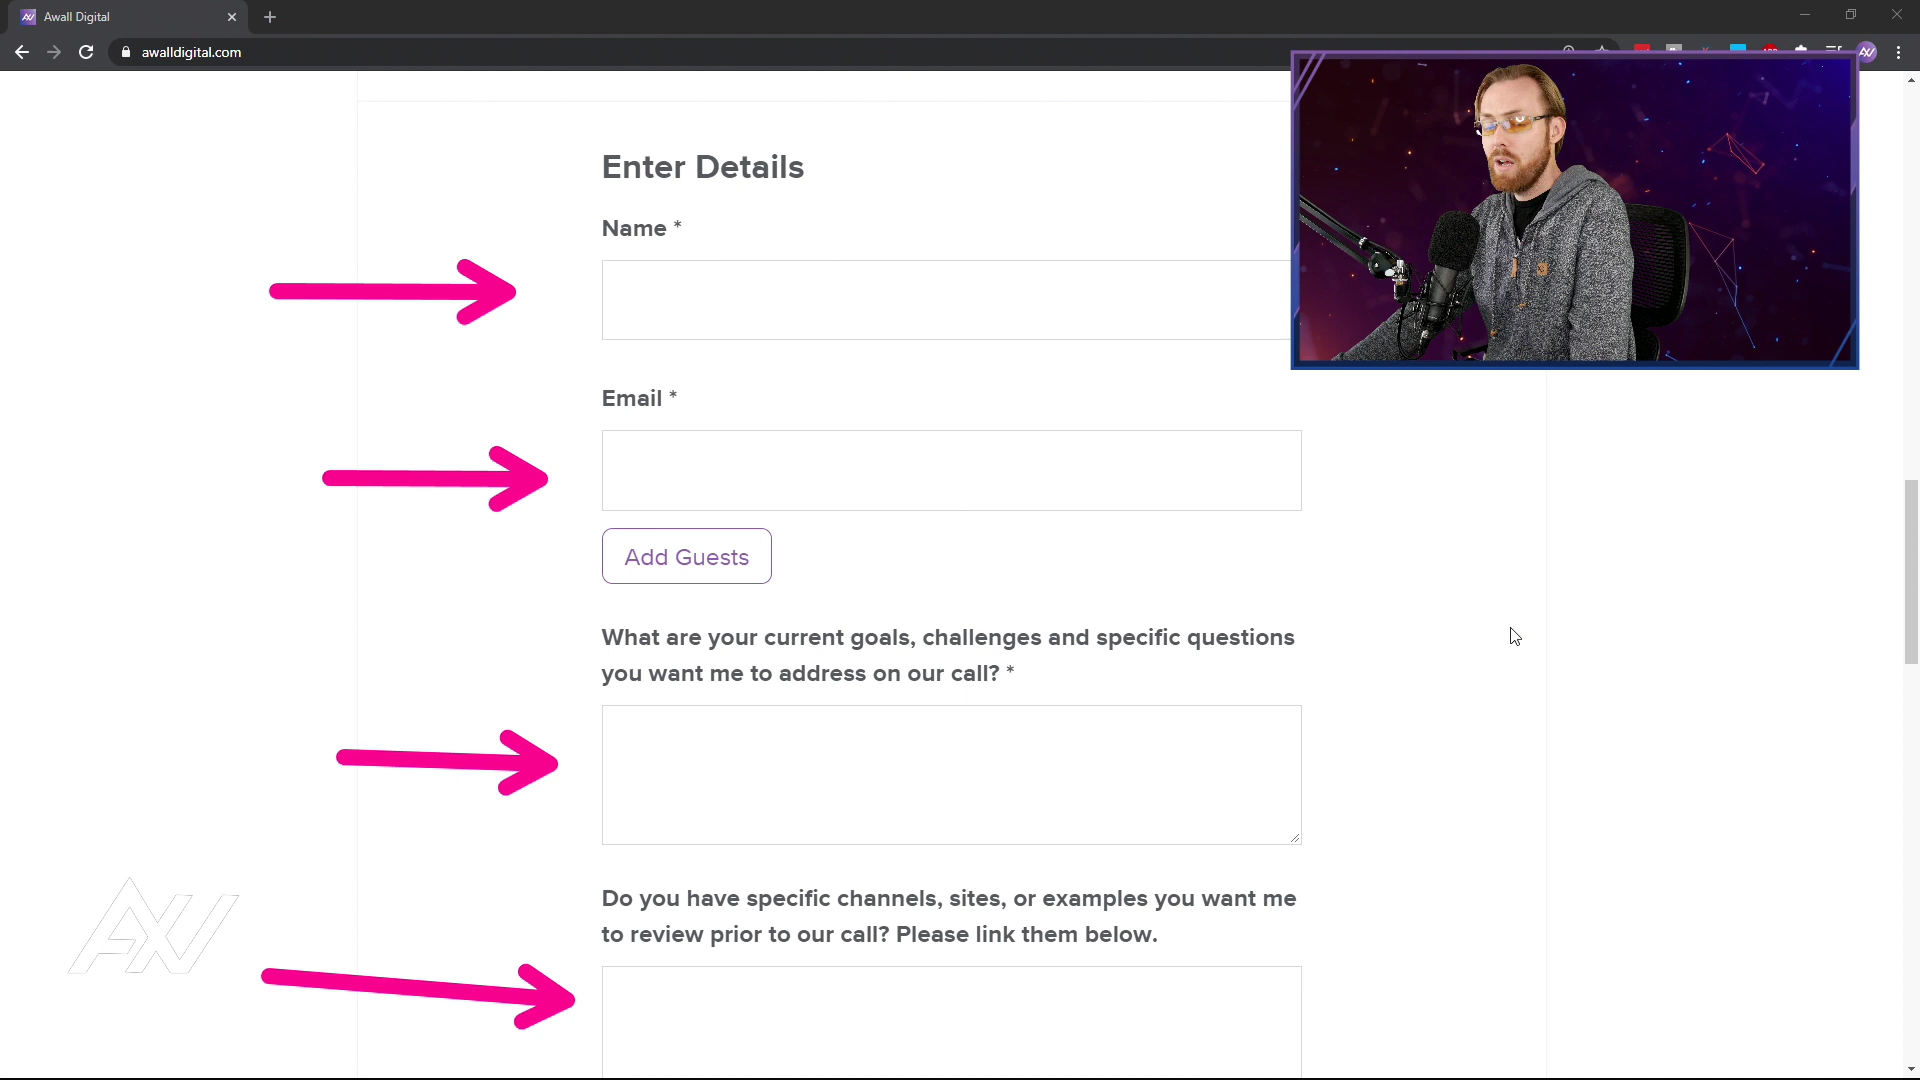 Awall Digital
awalldigital.com
Enter Details
Name *
Email *
Add Guests
What are your current goals, challenges and specific questions
you want me to address on our call? *
Do you have specific channels, sites, or examples you want me
to review prior to our call? Please link them below.